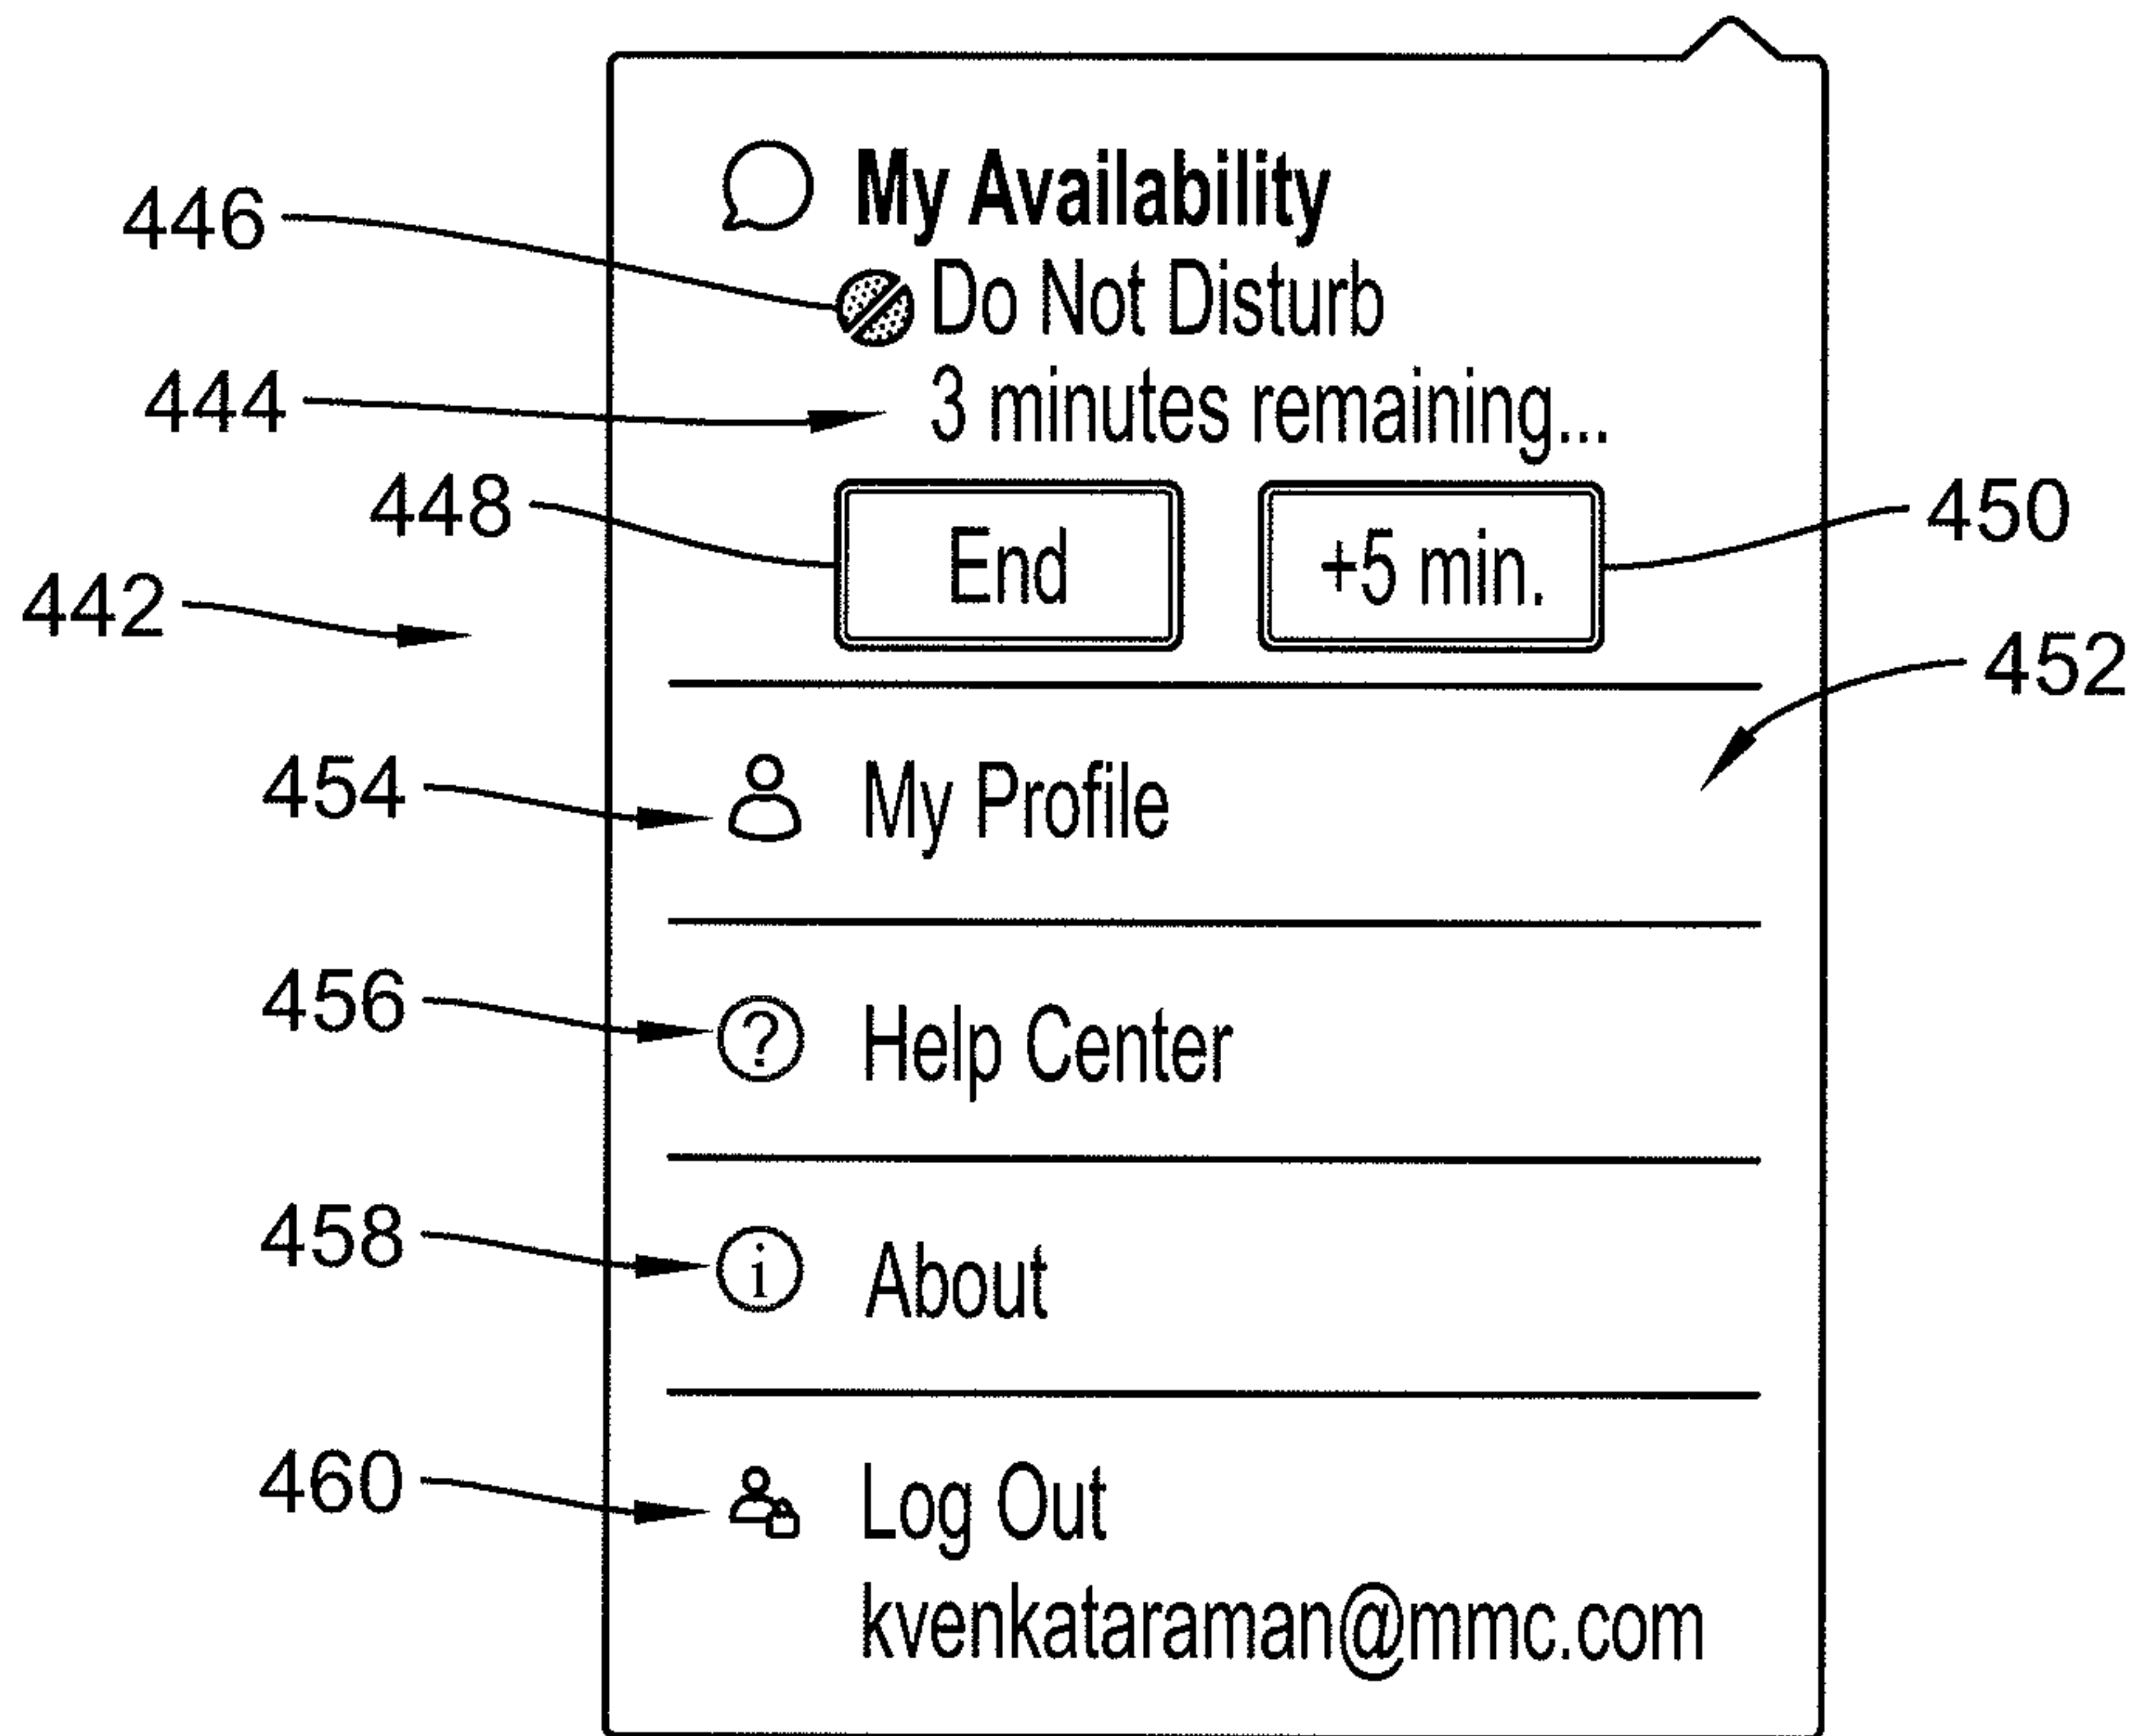 My Availability
446
Do Not Disturb
444
3 minutes remaining...
448
End
+5 min.
450
442
452
454
My Profile
456
? Help Center
458
i About
460
Log Out
kvenkataraman@mmc.com